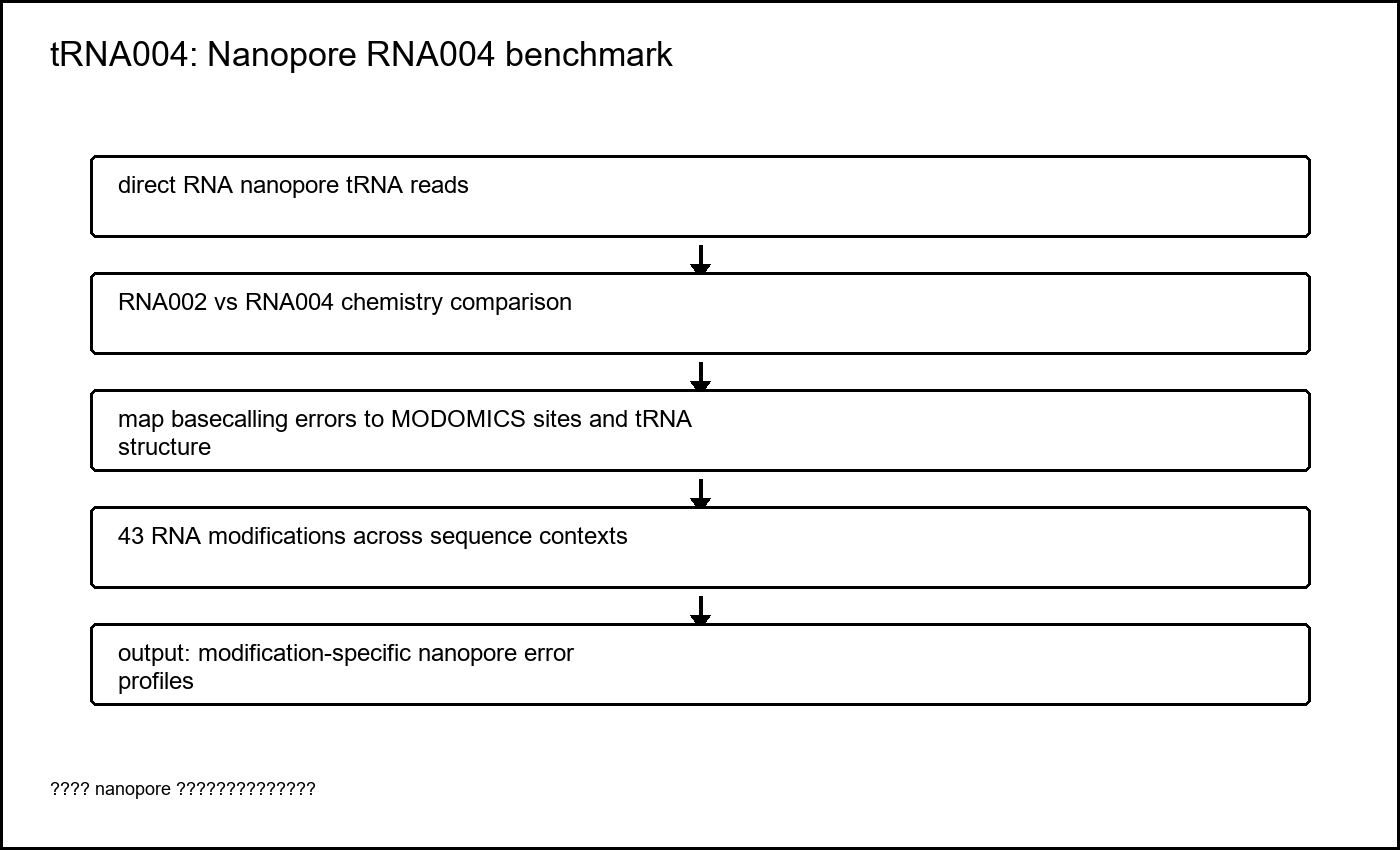 tRNA004: Nanopore RNA004 benchmark
direct RNA nanopore tRNA reads
RNA002 vs RNA004 chemistry comparison
map basecalling errors to MODOMICS sites and tRNA
structure
43 RNA modifications across sequence contexts
output: modification-specific nanopore error
profiles
???? nanopore ??????????????